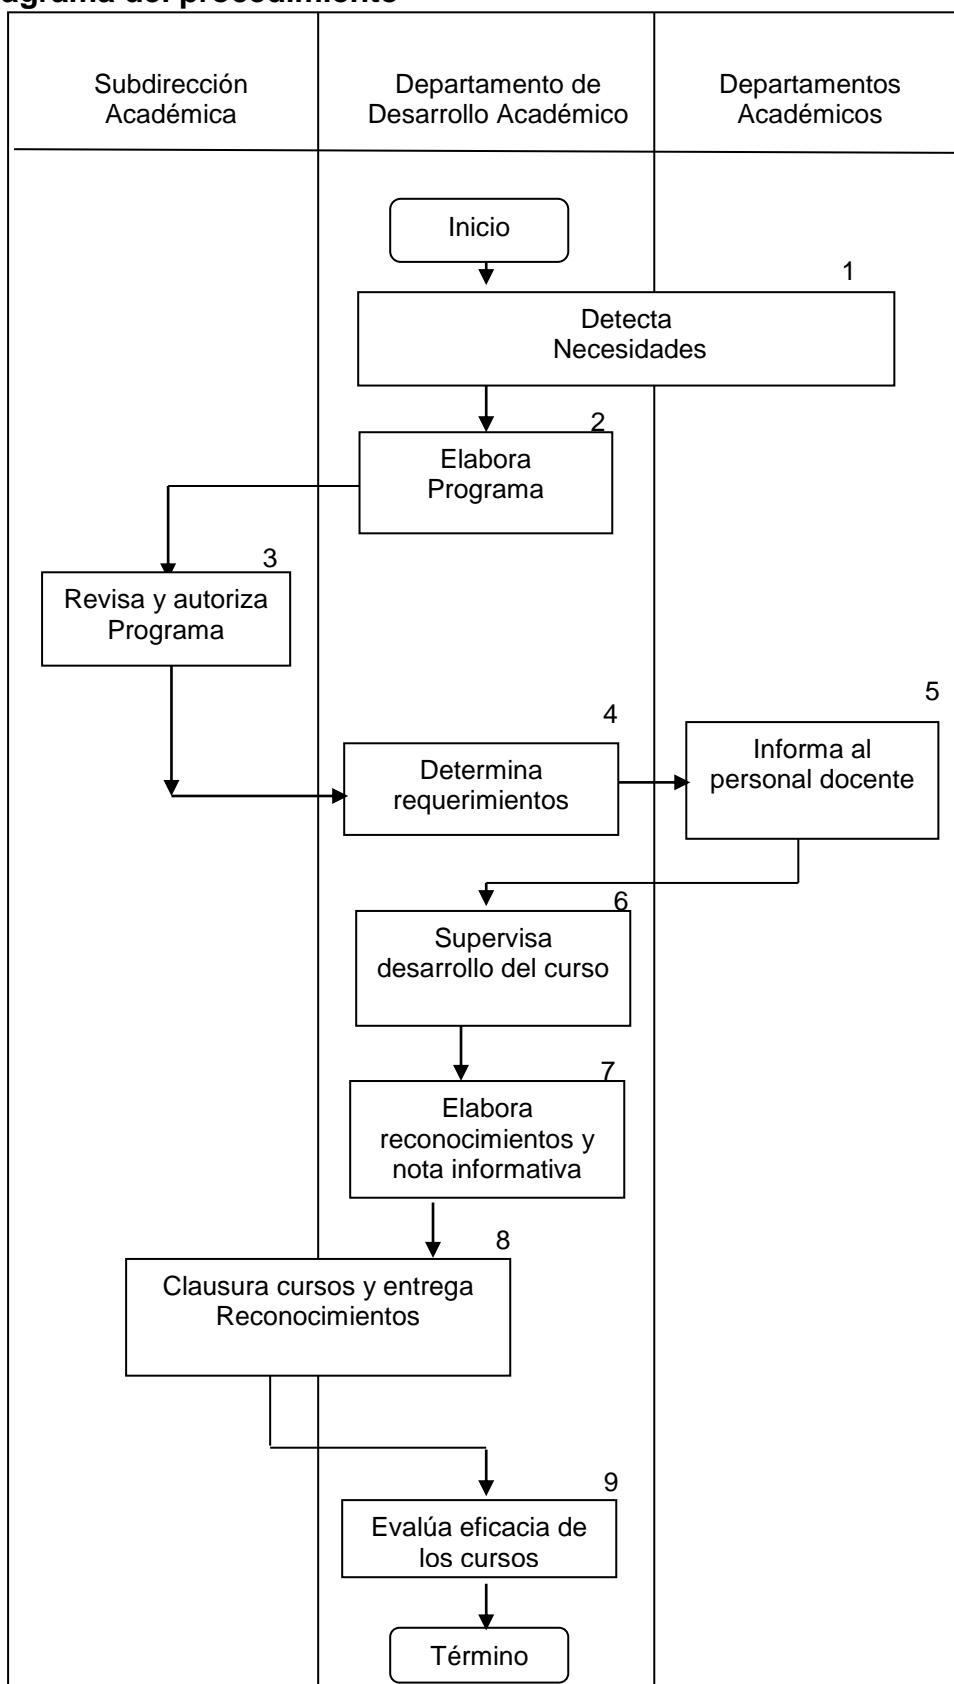 agrama del procedimiento
Subdirección
Académica
Departamento de
Desarrollo Académico
Departamentos
Académicos
Inicio
1
Detecta
Necesidades
2
Elabora
Programa
3
Revisa y autoriza
Programa
4
Determina
requerimientos
5
Informa al
personal docente
6
Supervisa
desarrollo del curso
7
Elabora
reconocimientos y
nota informativa
8
Clausura cursos y entrega
Reconocimientos
9
Evalúa eficacia de
los cursos
Término